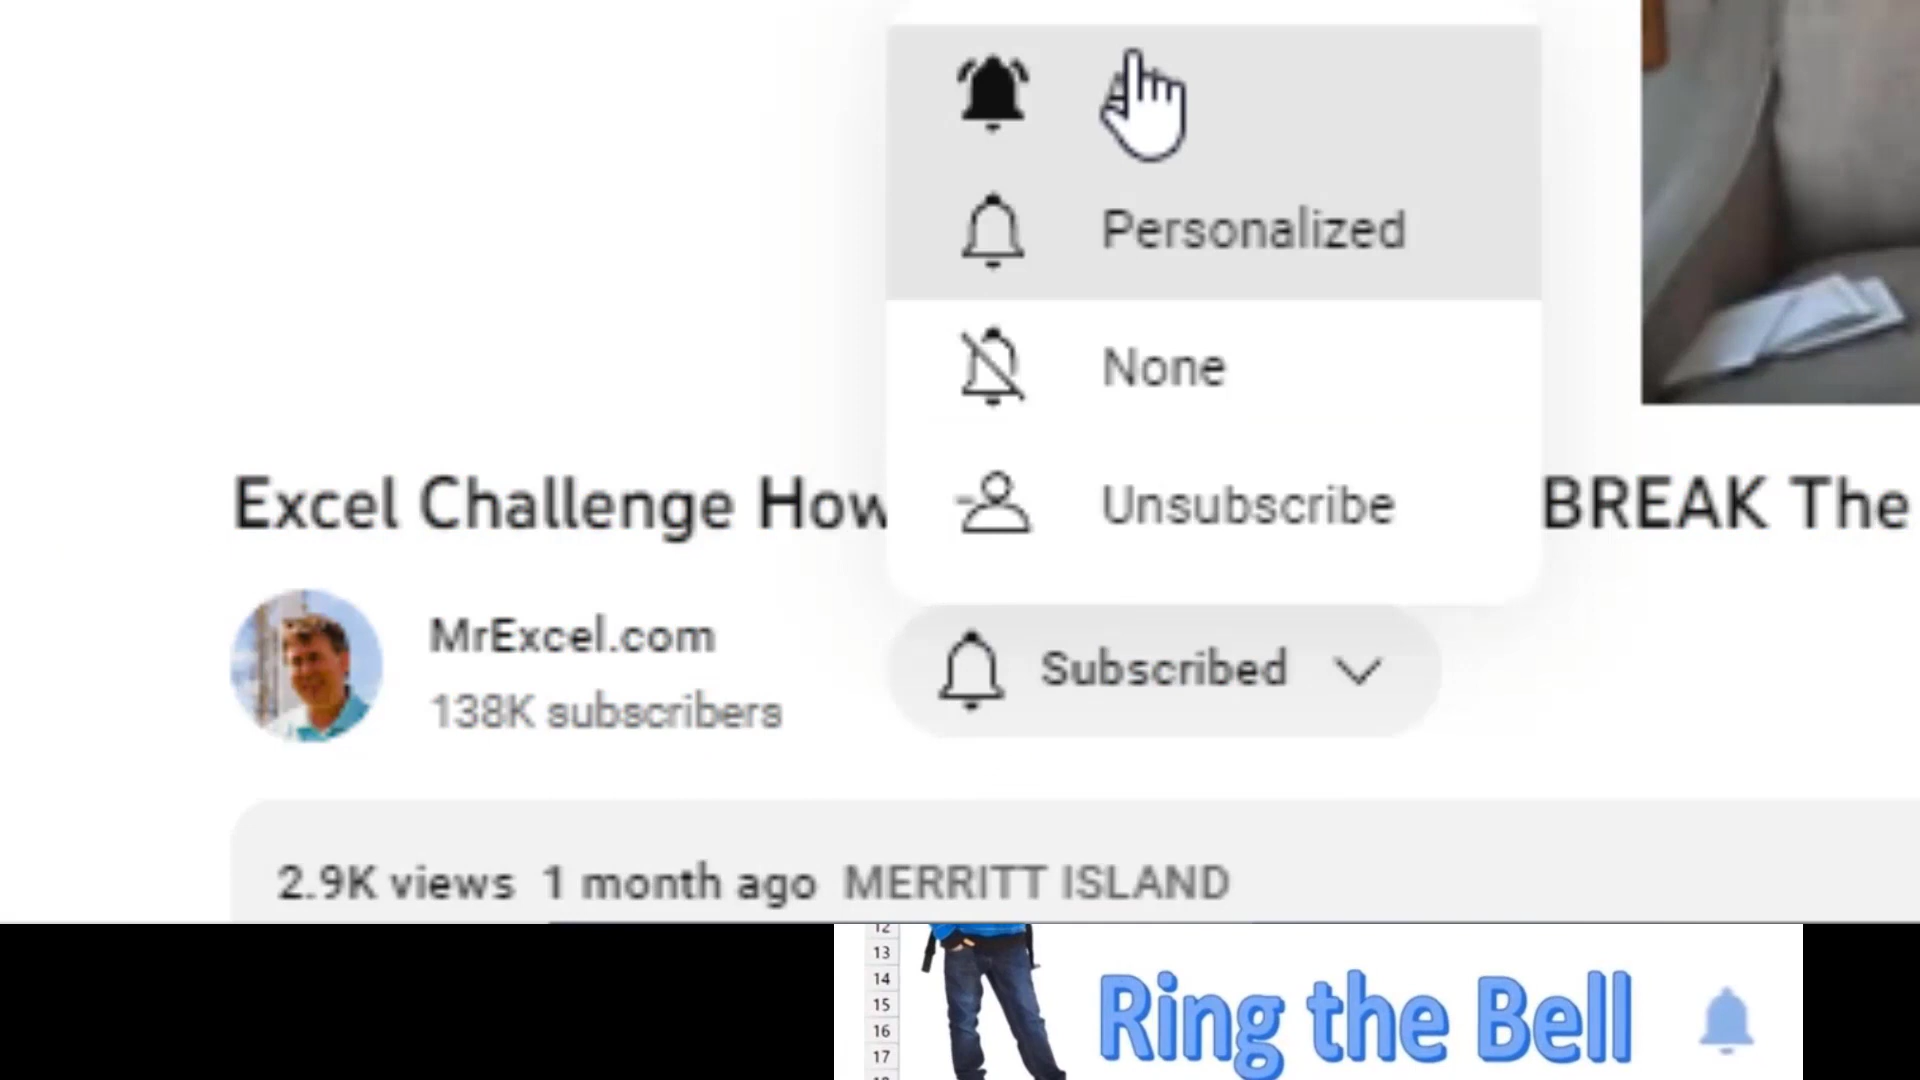 Personalized
None
Unsubscribe
Excel Challenge How BREAK The
MrExcel.com
138K subscribers
Subscribed
2.9K views 1 month ago MERRITT ISLAND
12
13
14
15
16
17
Ring the Bell